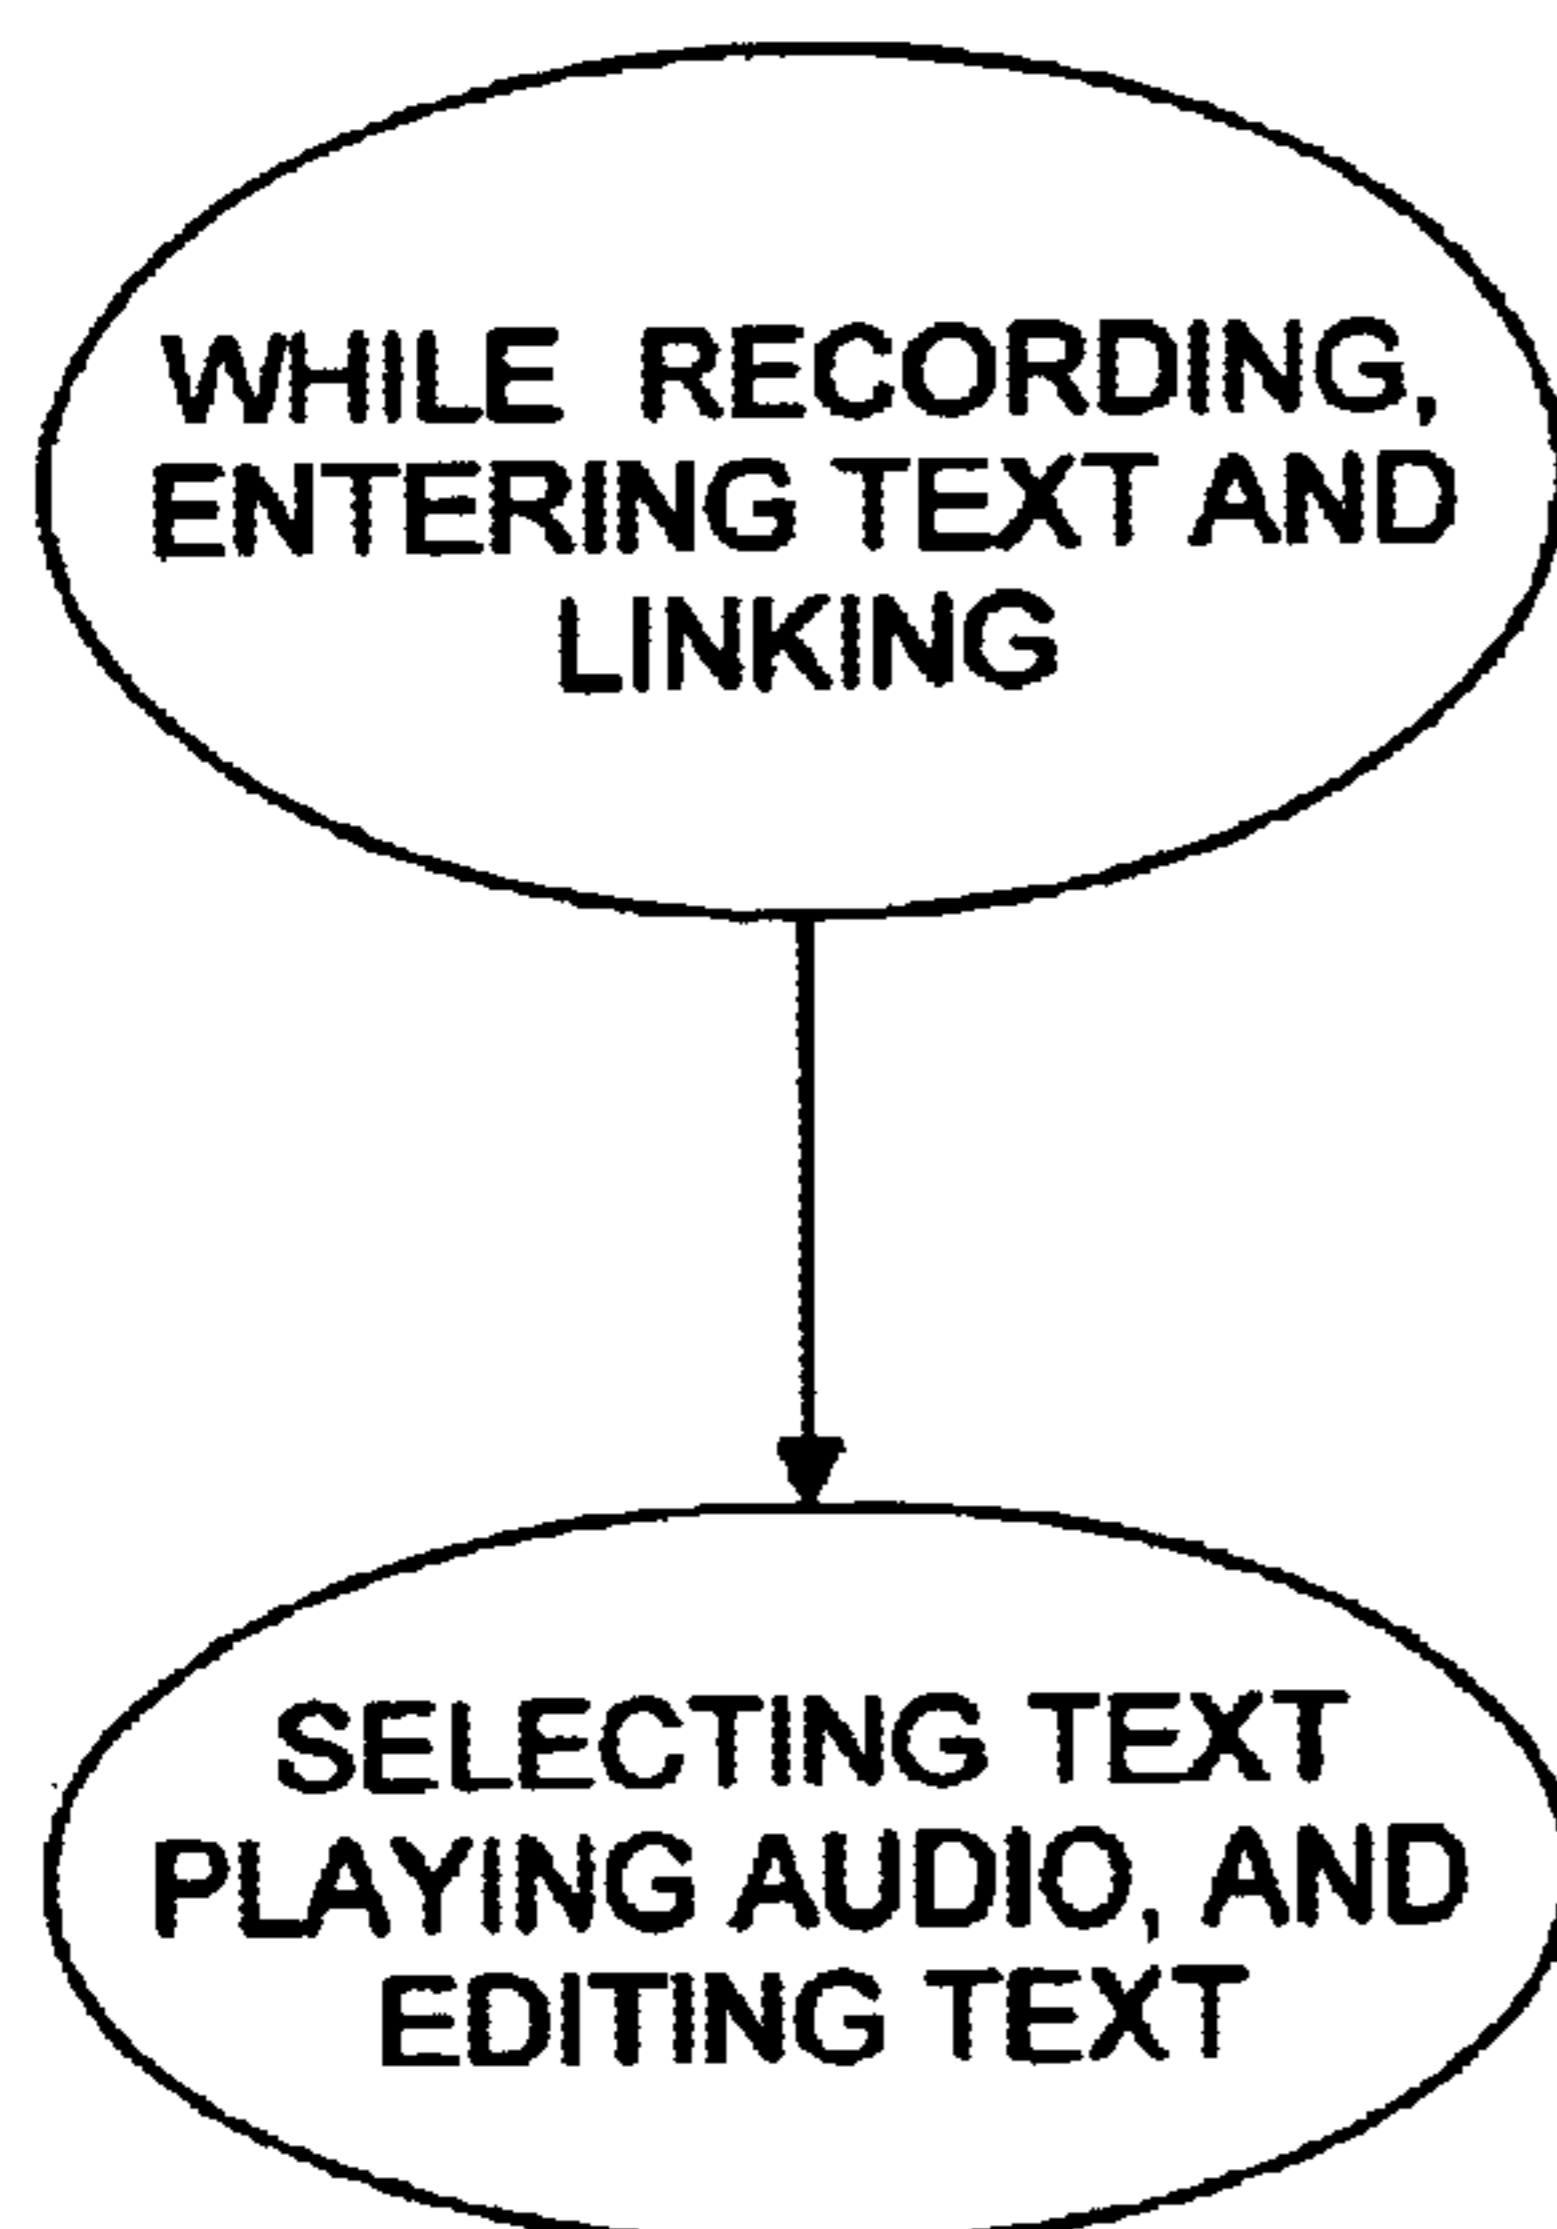 WHILE RECORDING,
ENTERING TEXT AND
LINKING
SELECTING TEXT
PLAYING AUDIO, AND
EDITING TEXT